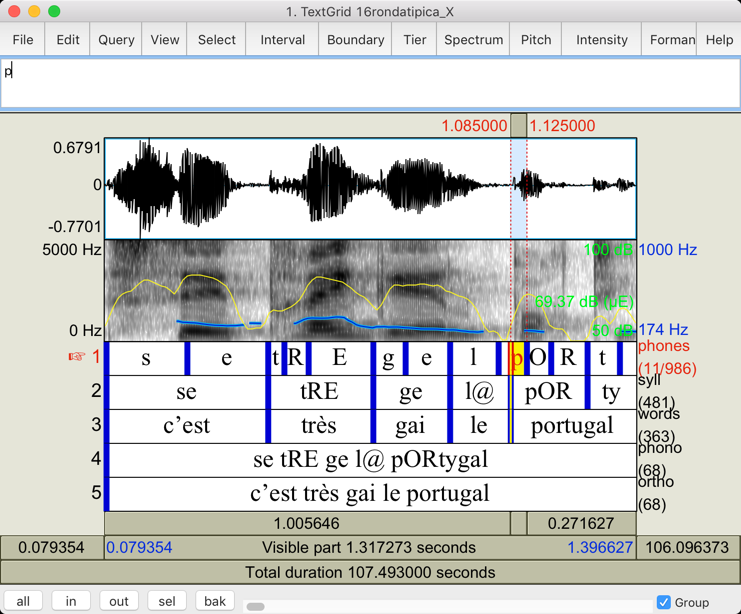 1. TextGrid 16rondatipica_X
File Edit Query View Select Interval Boundary Tier Spectrum Pitch Intensity Forman Help
p
1.085000 1.125000
0.6791
0
-0.7701
5000 Hz 100 dB 1000 Hz
69.37 dB (µE)
0 Hz 50 dB 174 Hz
1 s e t R E g e l p O R t phones (11/986)
2 se tRE ge l@ pOR ty syll (481)
3 c'est très gai le portugal words (363)
4 se tRE ge l@ pORtygal phono (68)
5 c'est très gai le portugal ortho (68)
1.005646 0.271627
0.079354 0.079354 Visible part 1.317273 seconds 1.396627 106.096373
Total duration 107.493000 seconds
all in out sel bak Group